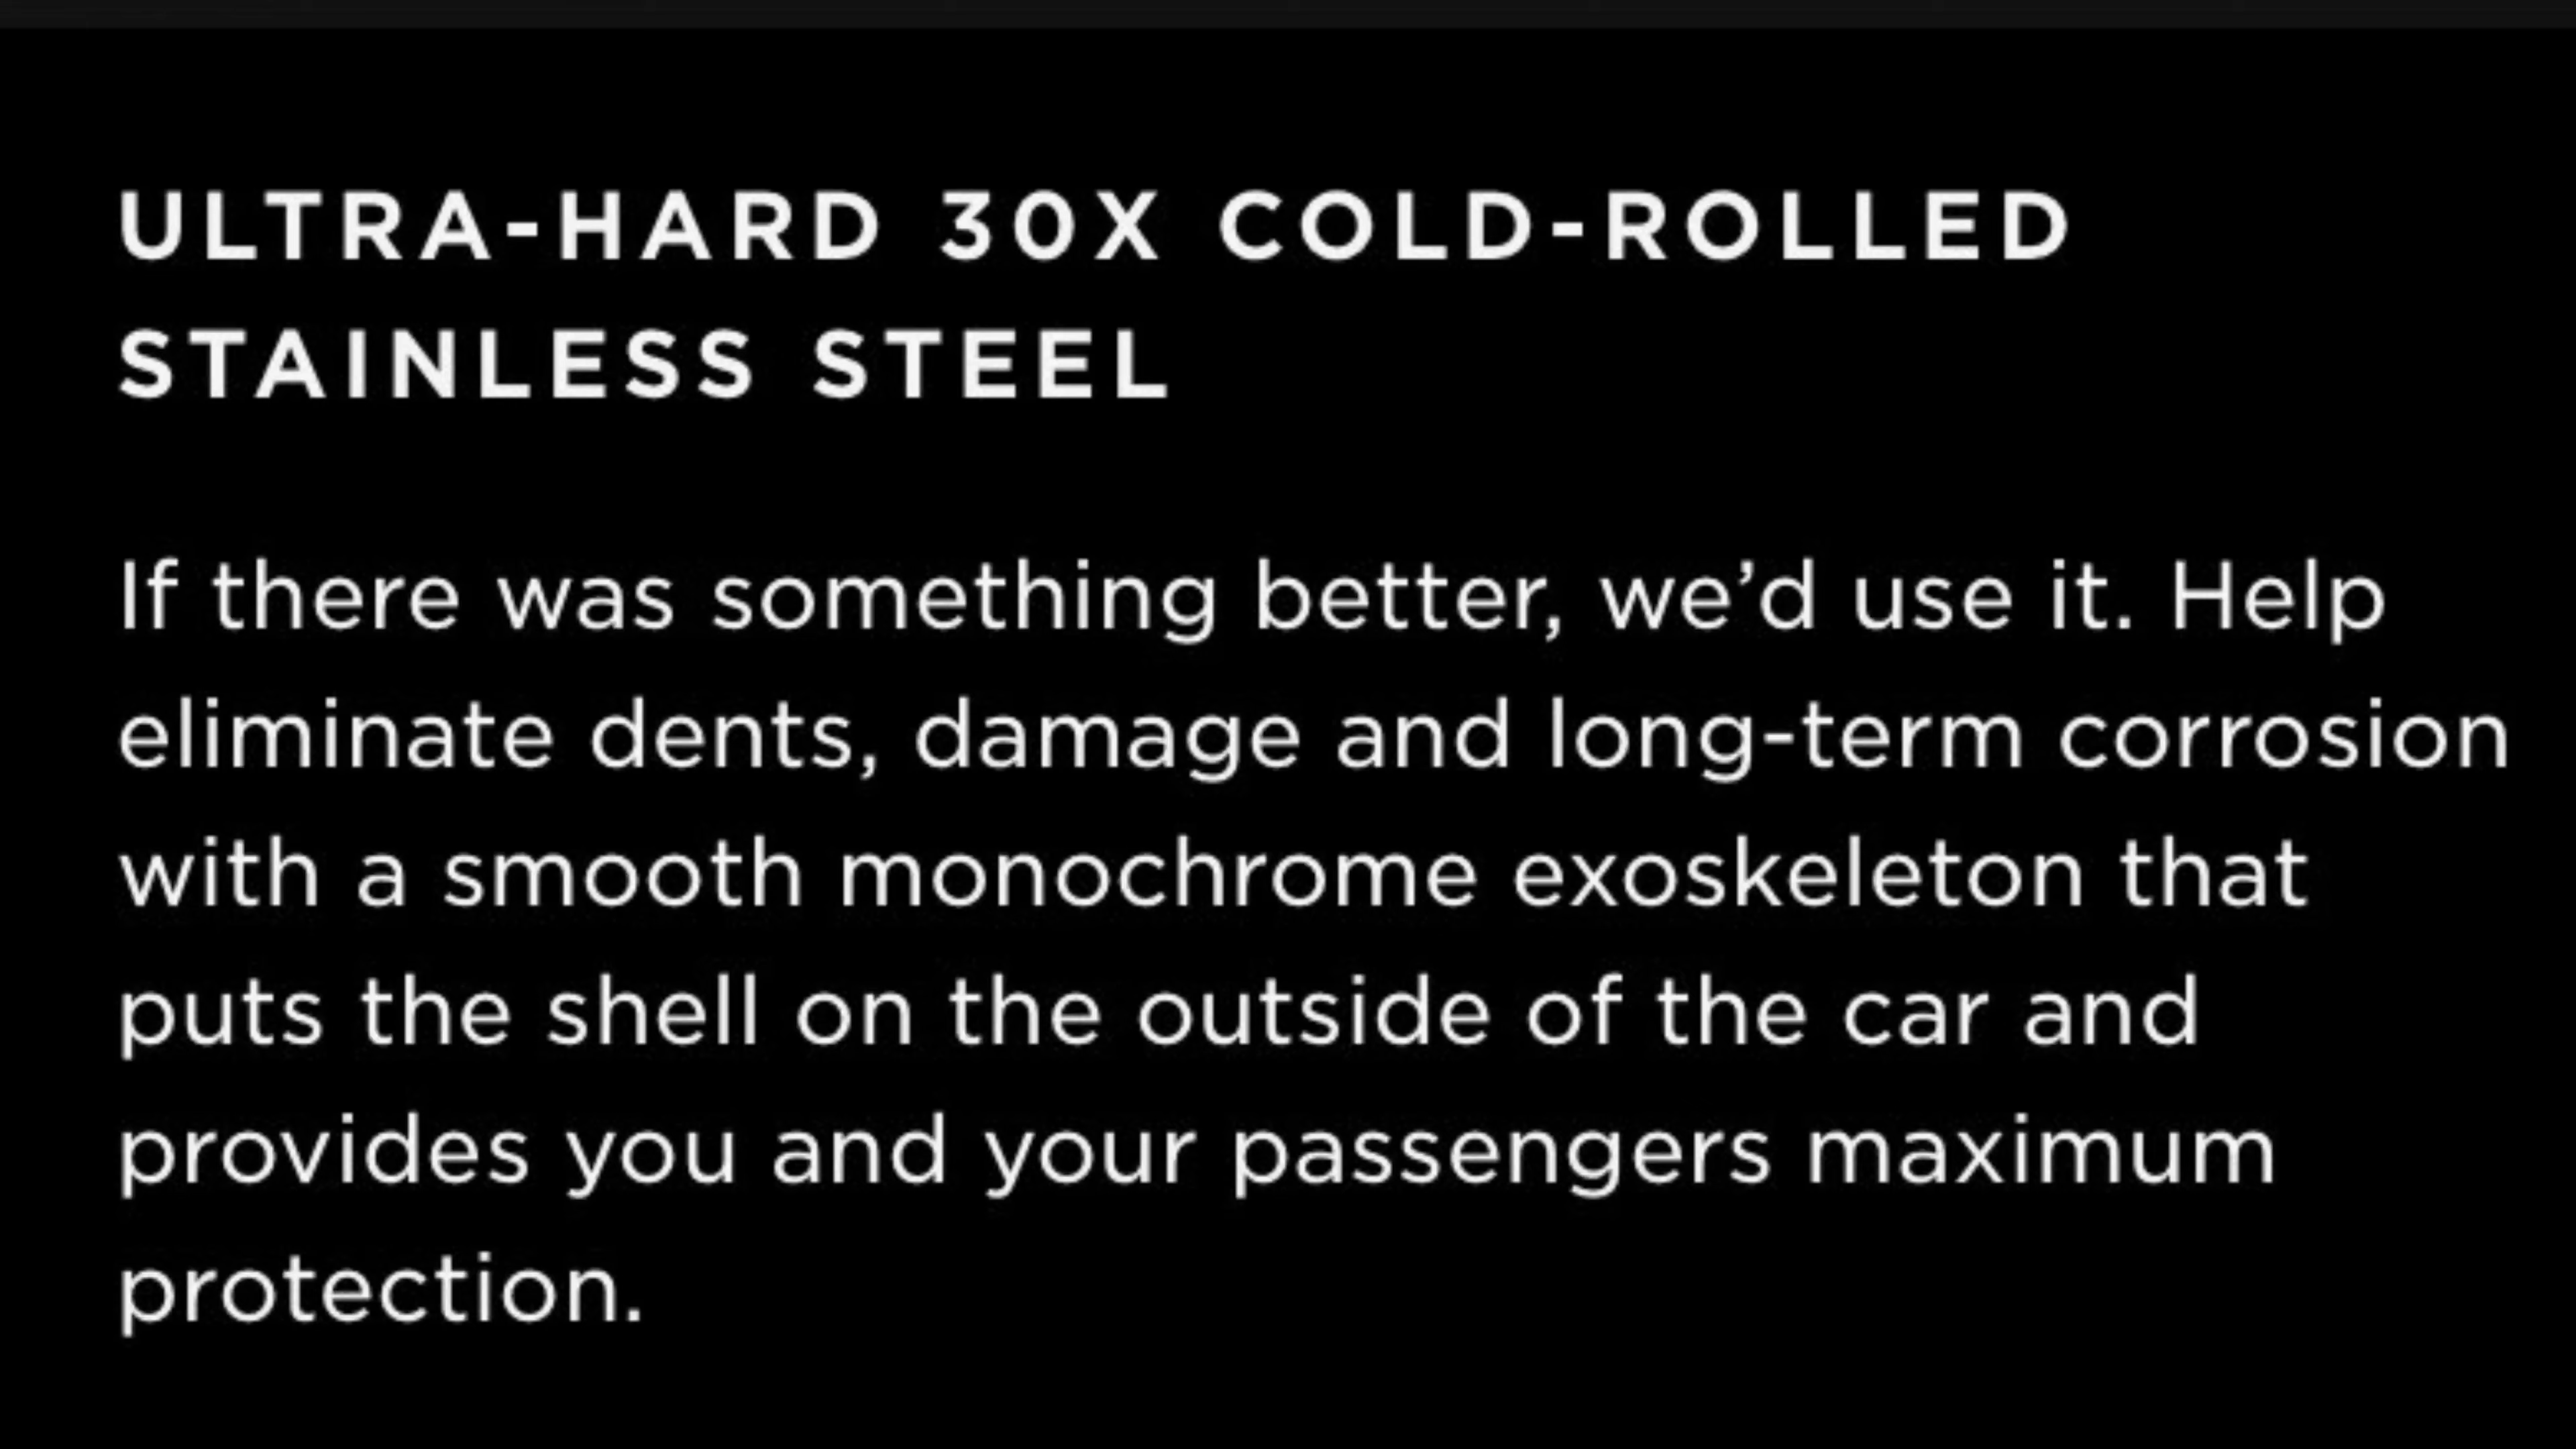 ULTRA-HARD 30X COLD-ROLLED
STAINLESS STEEL
If there was something better, we’d use it. Help
eliminate dents, damage and long-term corrosion
with a smooth monochrome exoskeleton that
puts the shell on the outside of the car and
provides you and your passengers maximum
protection.